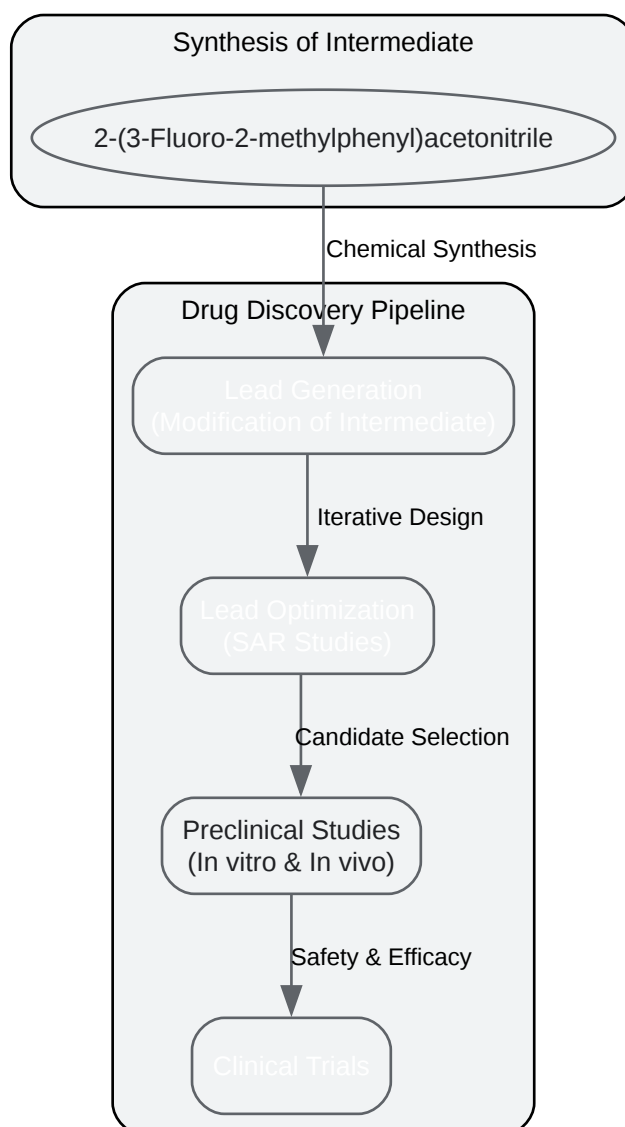 Synthesis of Intermediate
2-(3-Fluoro-2-methylphenyl)acetonitrile
Chemical Synthesis
Drug Discovery Pipeline
Lead Generation
(Modification of Intermediate)
Iterative Design
Lead Optimization
(SAR Studies)
Candidate Selection
Preclinical Studies
(In vitro & In vivo)
Safety & Efficacy
Clinical Trials